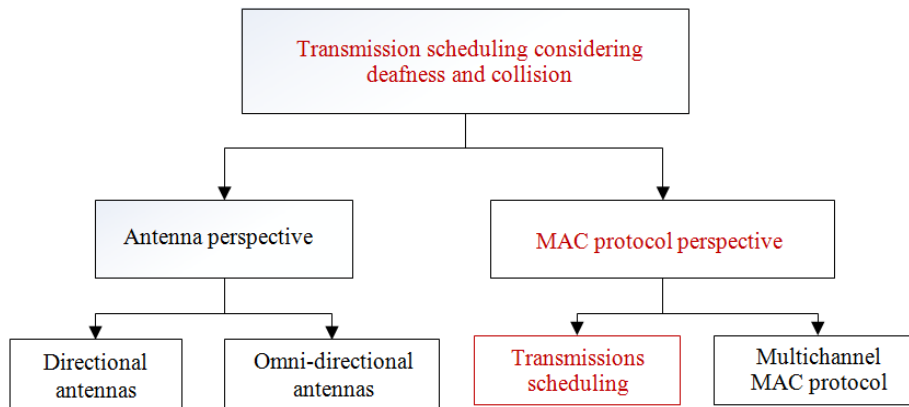 Transmission scheduling considering
deafness and collision
Antenna perspective
MAC protocol perspective
Directional
antennas
Omni-directional
antennas
Transmissions
scheduling
Multichannel
MAC protocol